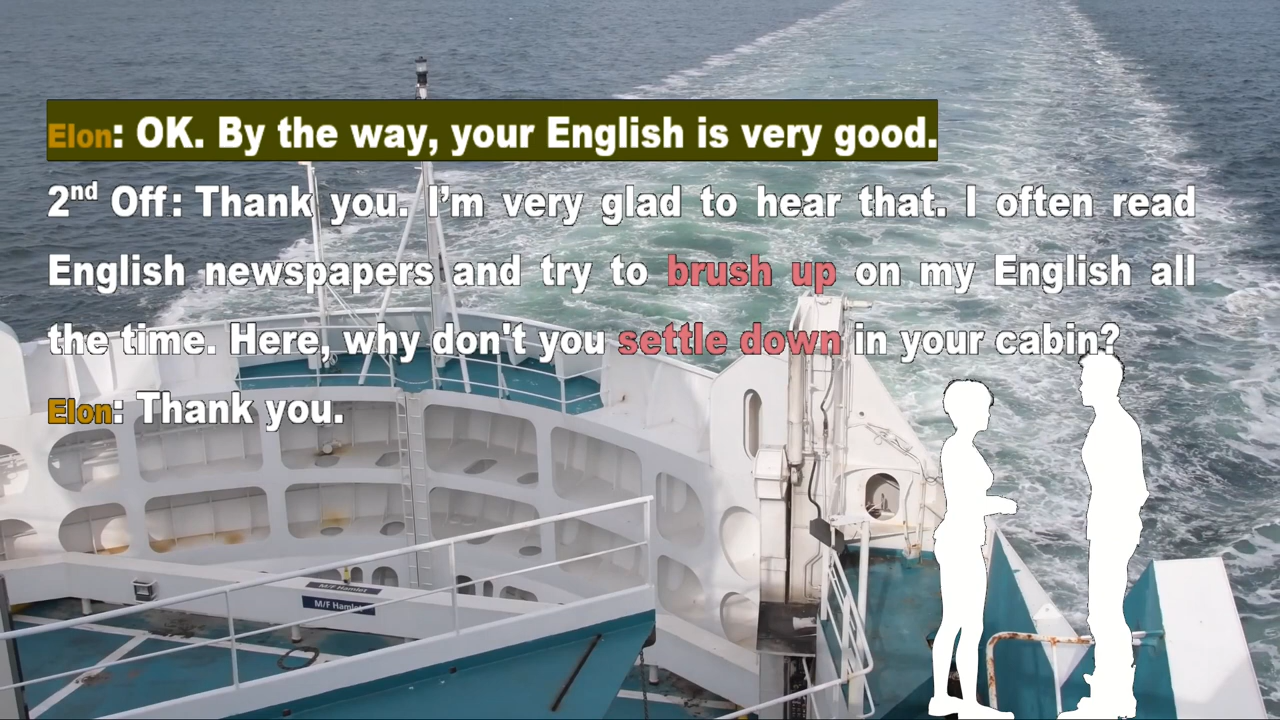 Elon: OK. By the way, your English is very good.
2nd Off: Thank you. I'm very glad to hear that. I often read
English newspapers and try to brush up on my English all
the time. Here, why don't you settle down in your cabin?
Elon: Thank you.
M/F Hamlet
M/F Hamlet